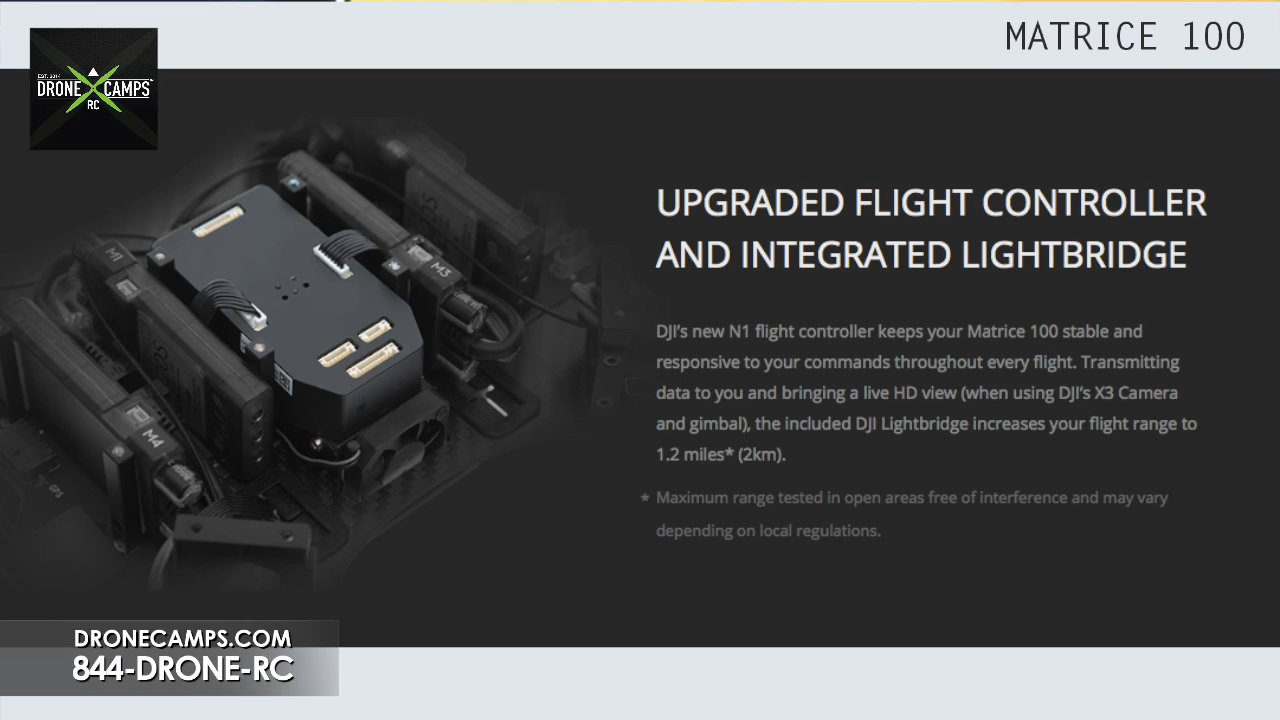 MATRICE 100
EST. 2014
DRONE CAMPS
RC
UPGRADED FLIGHT CONTROLLER
AND INTEGRATED LIGHTBRIDGE
DJI's new N1 flight controller keeps your Matrice 100 stable and
responsive to your commands throughout every flight. Transmitting
data to you and bringing a live HD view (when using DJI's X3 Camera
and gimbal), the included DJI Lightbridge increases your flight range to
1.2 miles* (2km).
* Maximum range tested in open areas free of interference and may vary
depending on local regulations.
M1
M3
M4
GPS
DRONECAMPS.COM
844-DRONE-RC